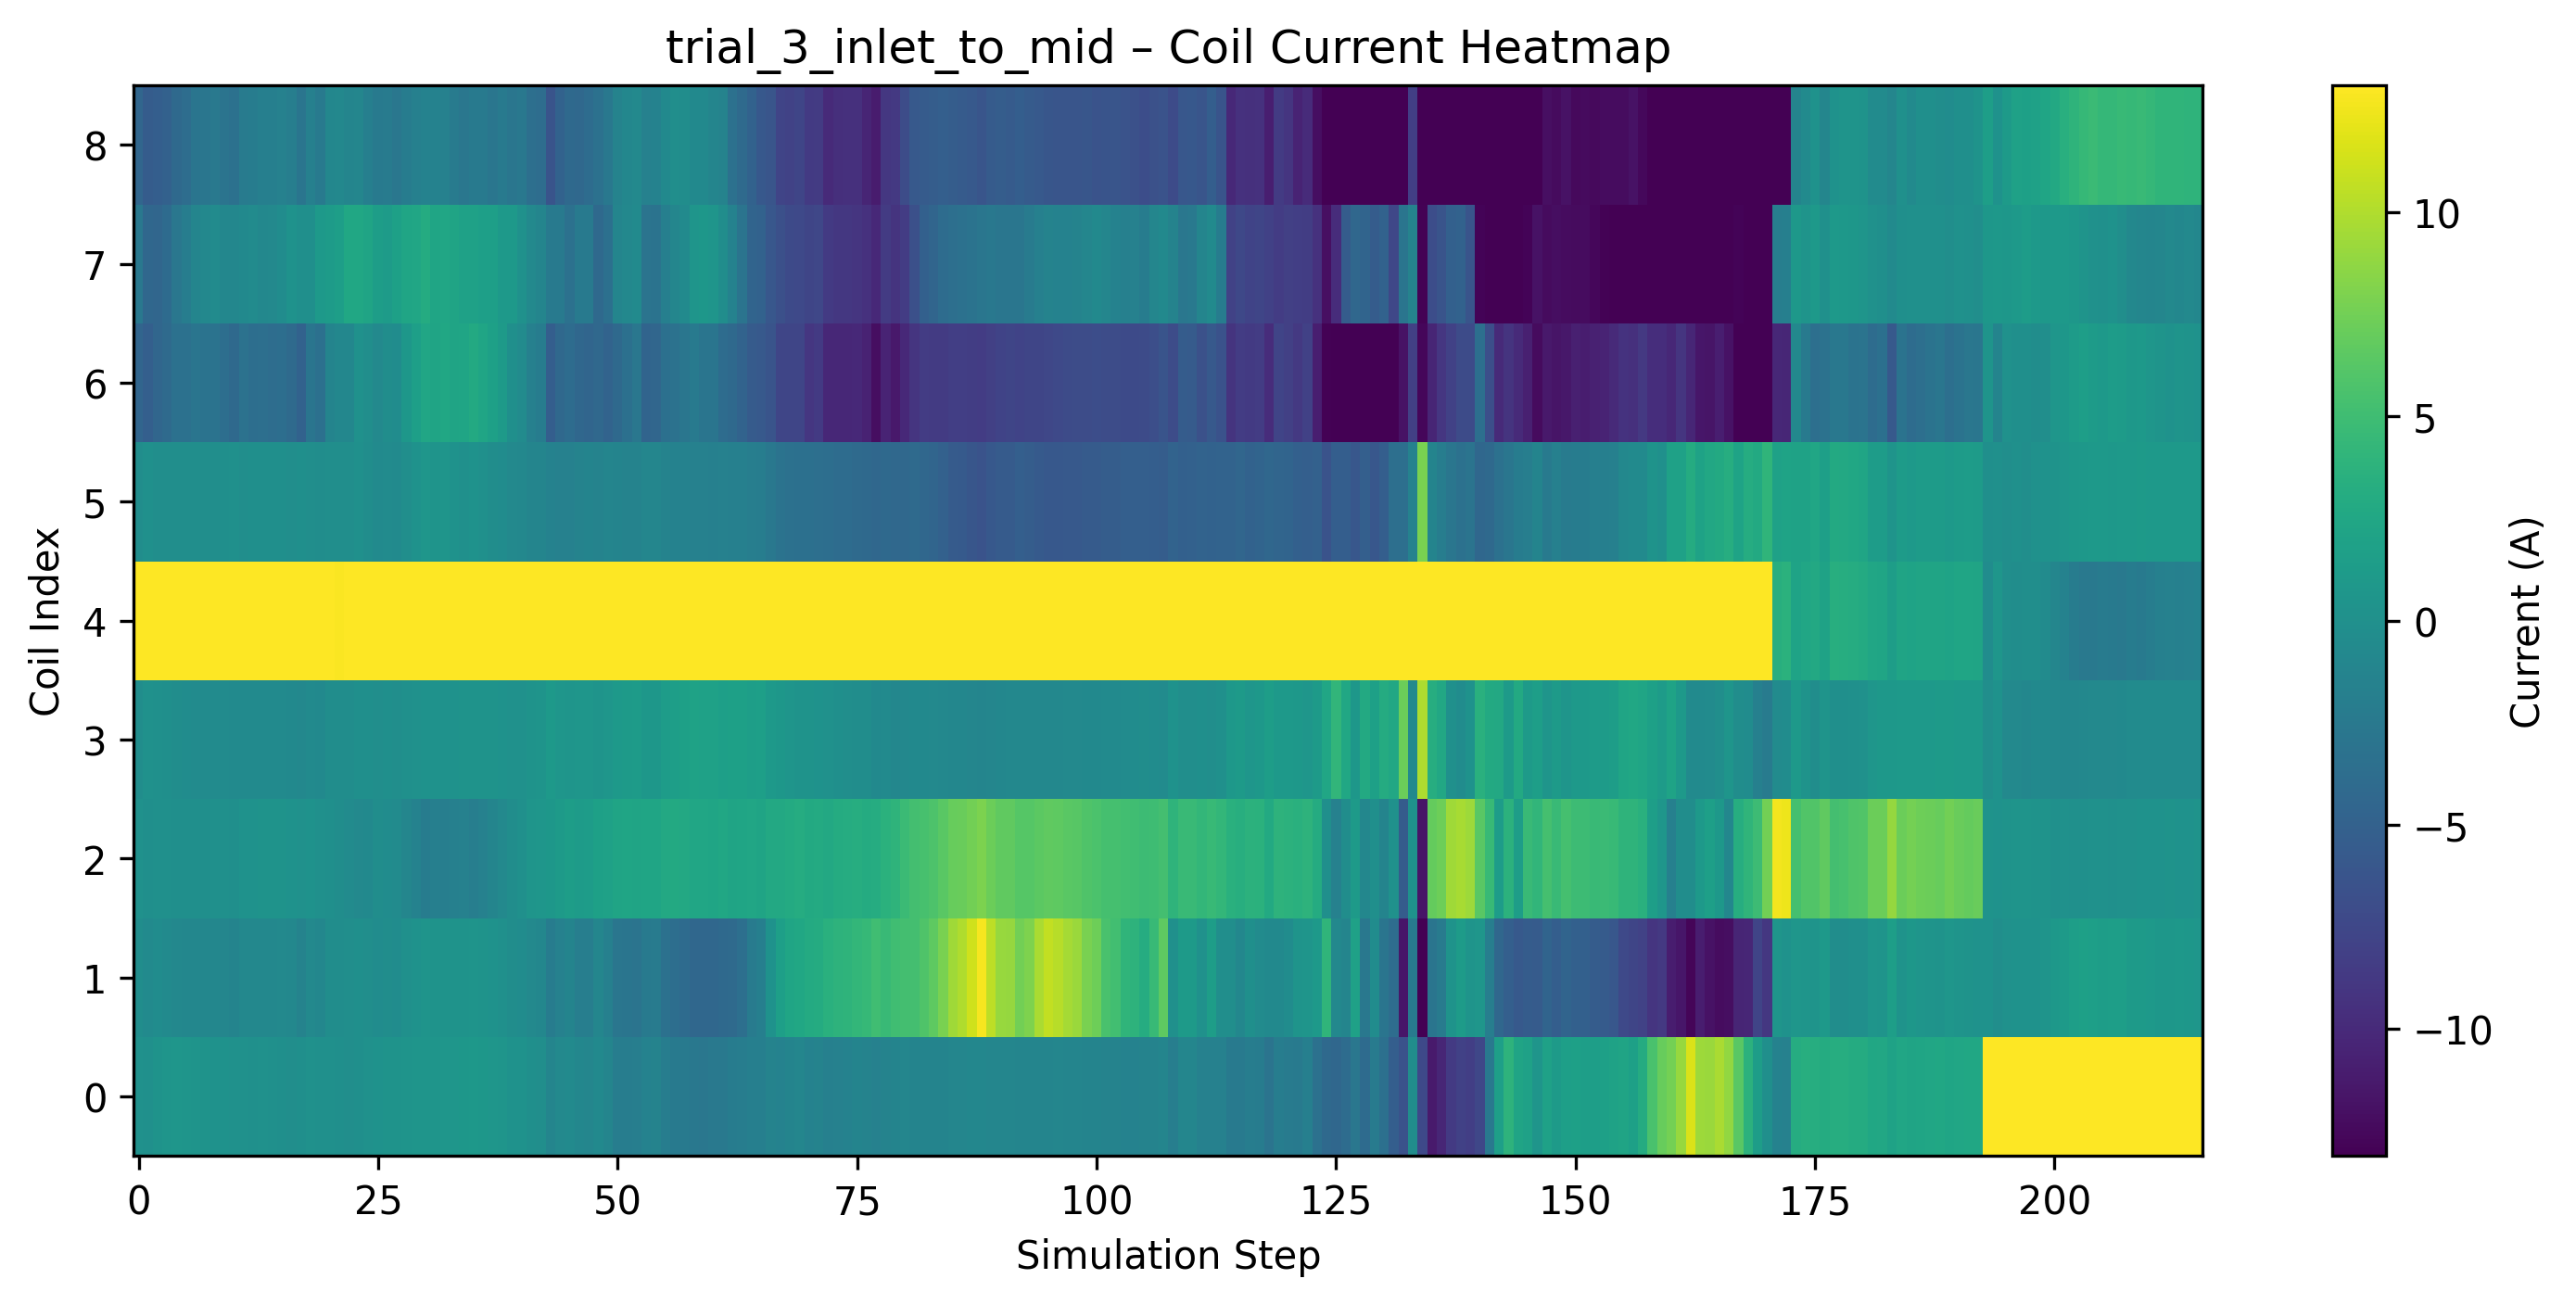 trial_3_inlet_to_mid – Coil Current Heatmap
8
7
6
5
4
3
2
1
0
Coil Index
0 25 50 75 100 125 150 175 200
Simulation Step
10
5
0
−5
−10
Current (A)